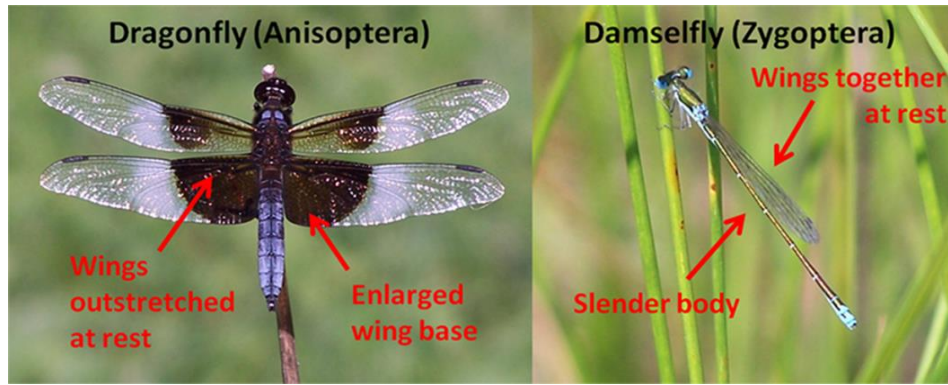 Dragonfly (Anisoptera)
Wings
outstretched
at rest
Enlarged
wing base
Damselfly (Zygoptera)
Wings together
at rest
Slender body